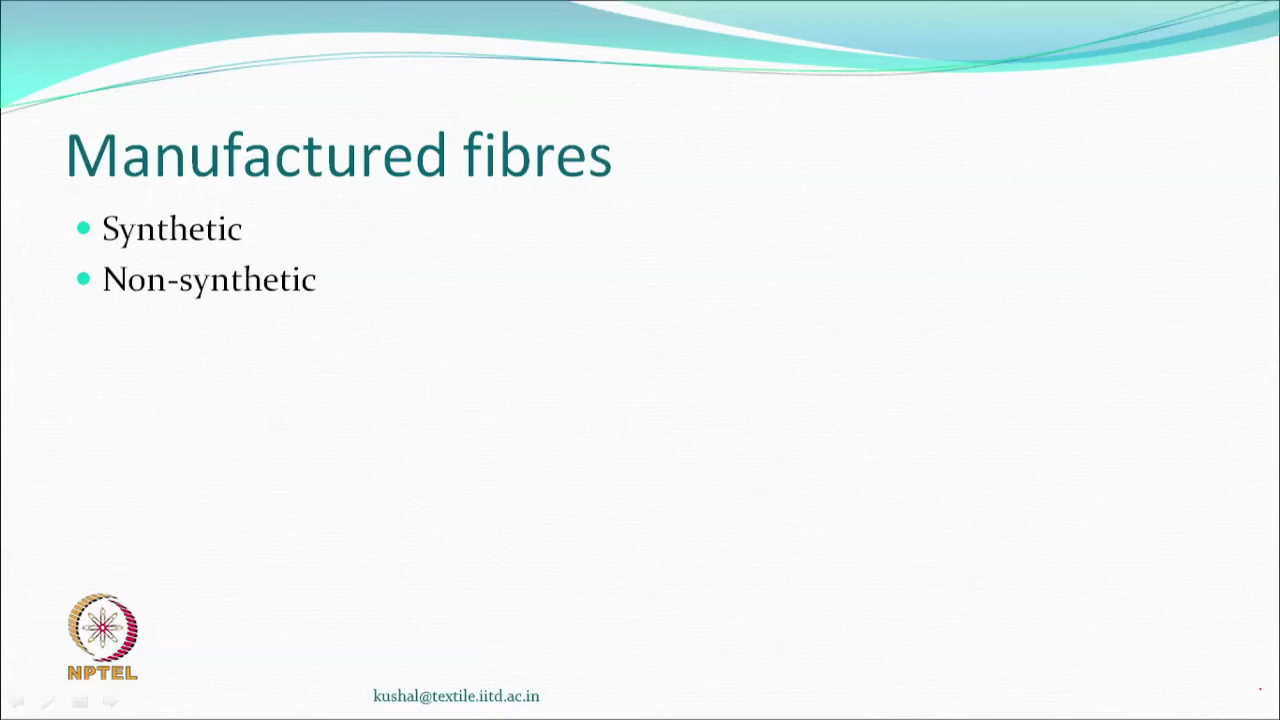 Manufactured fibres
Synthetic
Non-synthetic
NPTEL
kushal@textile.iitd.ac.in